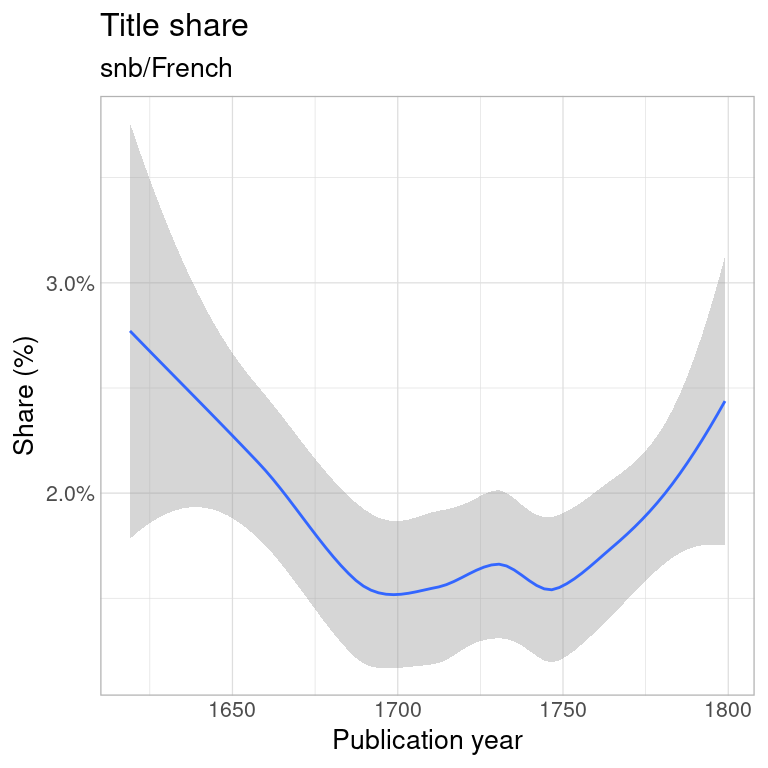 Title share
snb/French
Share (%)
3.0%
2.0%
1650
1700
1750
1800
Publication year